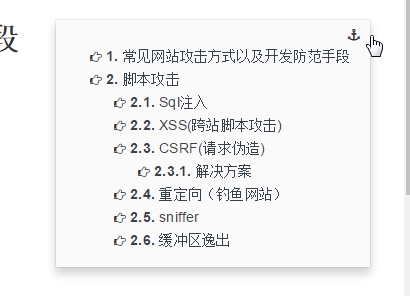 段
1. 常见网站攻击方式以及开发防范手段
2. 脚本攻击
2.1. Sql注入
2.2. XSS(跨站脚本攻击)
2.3. CSRF(请求伪造)
2.3.1. 解决方案
2.4. 重定向（钓鱼网站）
2.5. sniffer
2.6. 缓冲区逸出